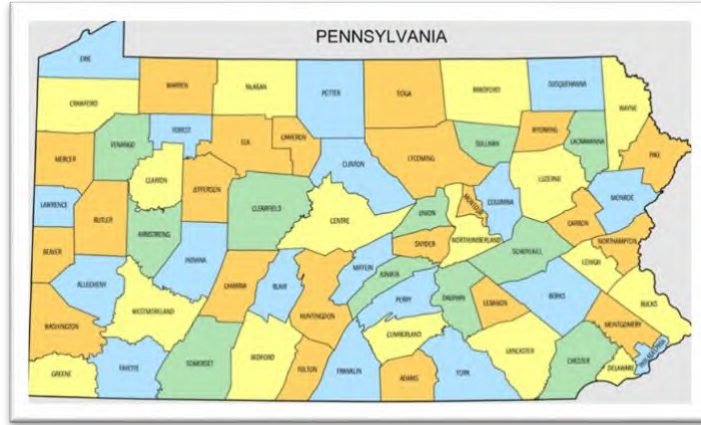 PENNSYLVANIA
ERIE
CRAWFORD
WARREN
McKEAN
POTTER
TIOGA
BRADFORD
SUSQUEHANNA
WAYNE
MERCER
VENANGO
FOREST
ELK
CAMERON
CLINTON
LYCOMING
SULLIVAN
WYOMING
LACKAWANNA
PIKE
LAWRENCE
BUTLER
CLARION
JEFFERSON
CLEARFIELD
CENTRE
UNION
MONTOUR
COLUMBIA
LUZERNE
MONROE
BEAVER
ARMSTRONG
INDIANA
SNYDER
NORTHUMBERLAND
SCHUYLKILL
CARBON
NORTHAMPTON
ALLEGHENY
CAMBRIA
BLAIR
MIFFLIN
JUNIATA
LEHIGH
WASHINGTON
WESTMORELAND
HUNTINGDON
PERRY
DAUPHIN
LEBANON
BERKS
BUCKS
CUMBERLAND
MONTGOMERY
GREENE
FAYETTE
SOMERSET
BEDFORD
FULTON
FRANKLIN
ADAMS
YORK
LANCASTER
CHESTER
DELAWARE
PHILADELPHIA